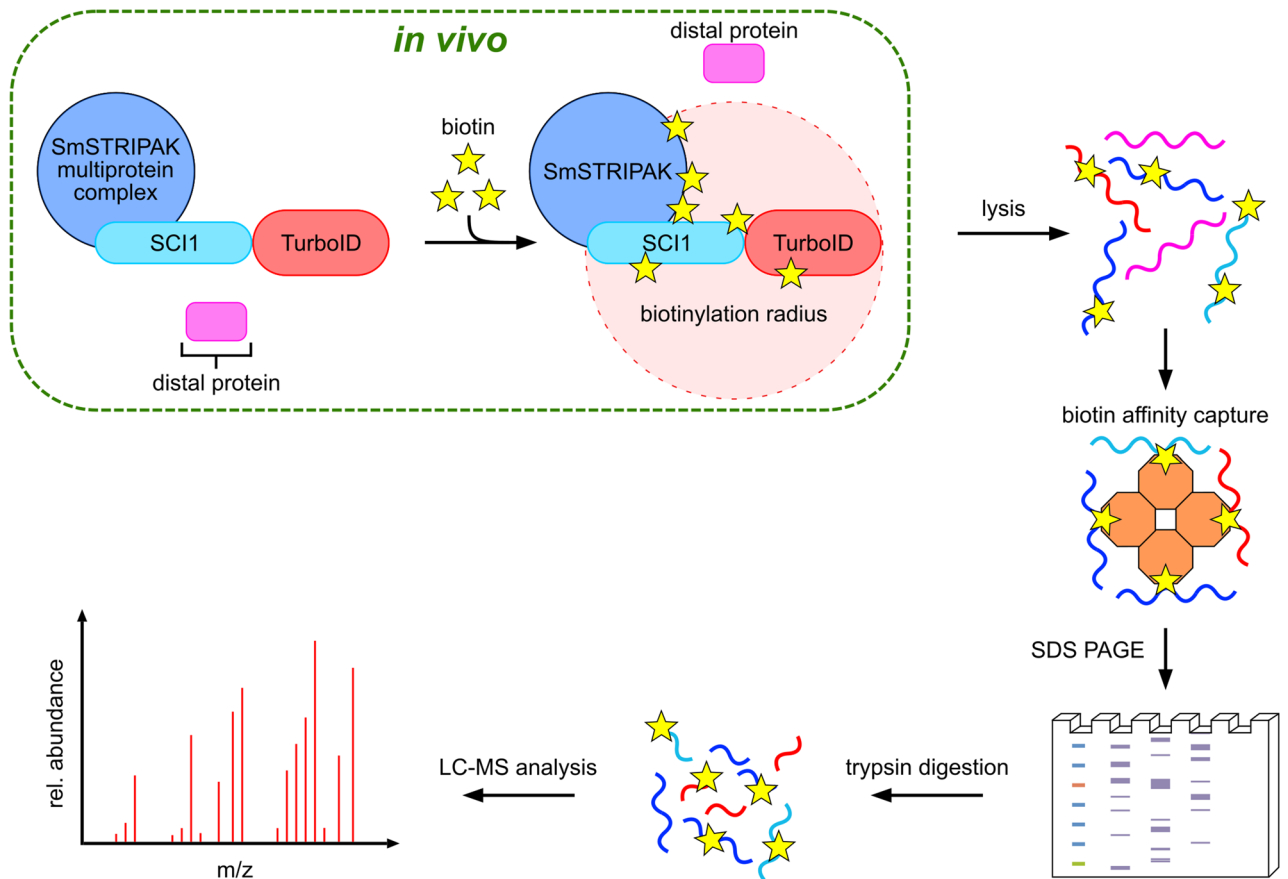 in vivo
distal protein
SmSTRIPAK
multiprotein
complex
SCI1
TurboID
distal protein
biotin
SmSTRIPAK
SCI1
TurboID
biotinylation radius
lysis
biotin affinity capture
SDS PAGE
trypsin digestion
LC-MS analysis
rel. abundance
m/z